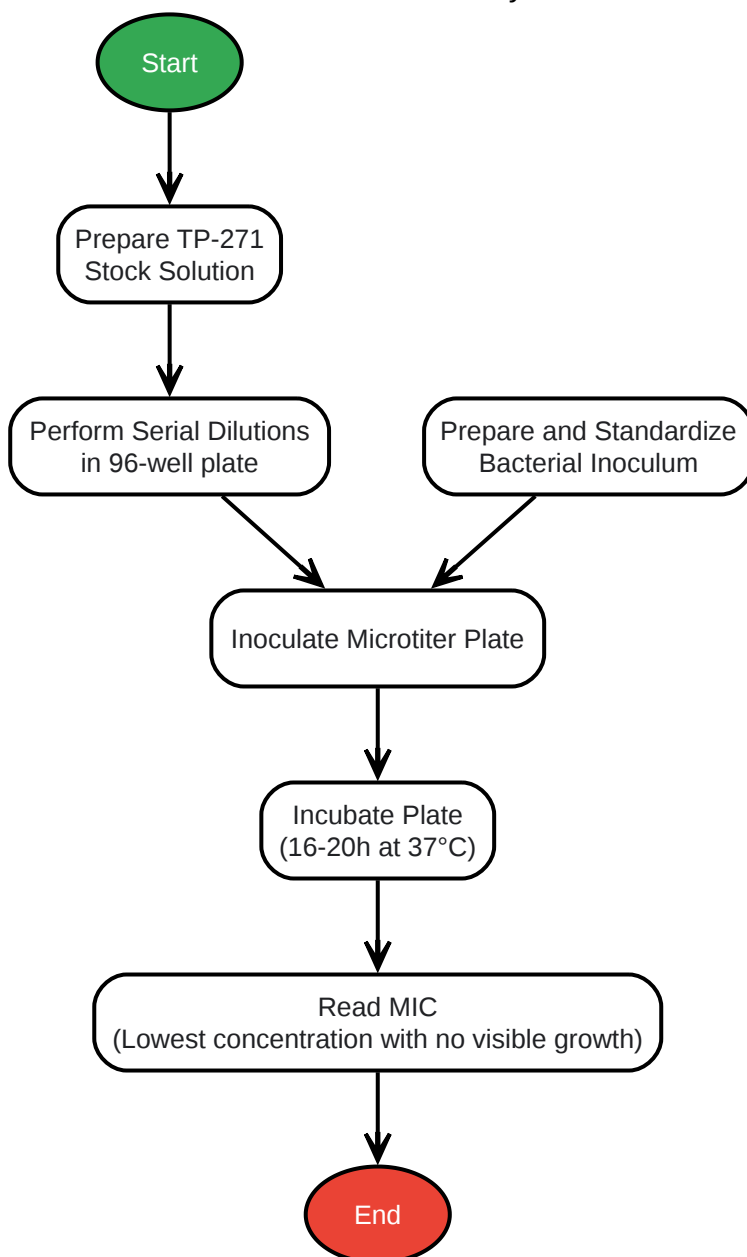 Start
Prepare TP-271
Stock Solution
Perform Serial Dilutions
in 96-well plate
Prepare and Standardize
Bacterial Inoculum
Inoculate Microtiter Plate
Incubate Plate
(16-20h at 37°C)
Read MIC
(Lowest concentration with no visible growth)
End